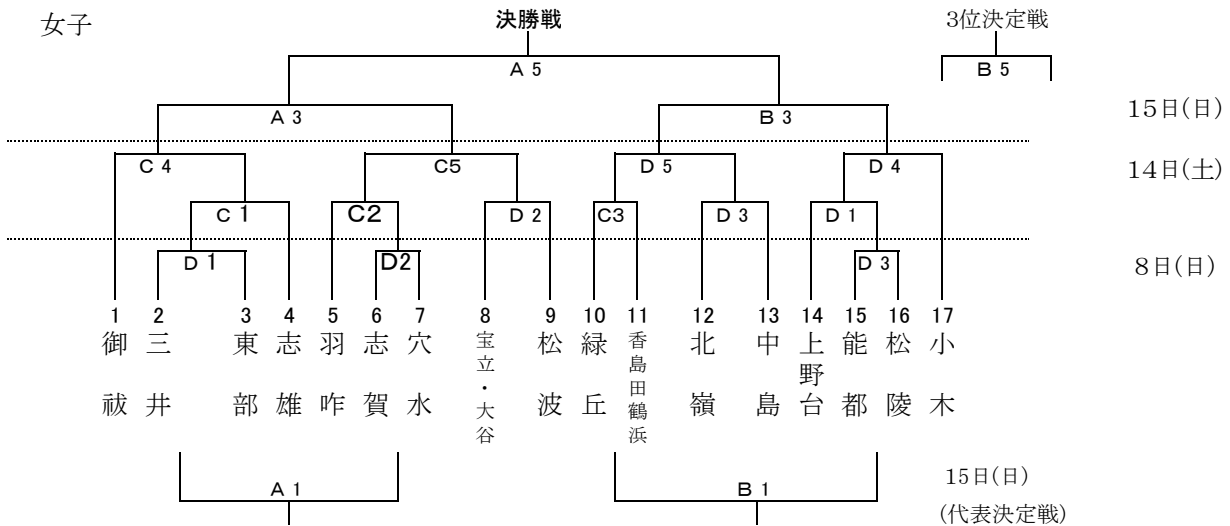 女子
決勝戦
3位決定戦
A 5
B 5
A 3
B 3
15日(日)
C 4
C5
D 5
D 4
14日(土)
C 1
C2
D 2
C3
D 3
D 1
D 1
D2
D 3
8日(日)
1 2 3 4 5 6 7 8 9 10 11 12 13 14 15 16 17
御祓
三井
東部
志雄
羽咋
志賀
穴水
宝立・大谷
松波
緑丘
香島田鶴浜
北嶺
中島
上野台
能都
松陵
小木
A 1
B 1
15日(日)
(代表決定戦)